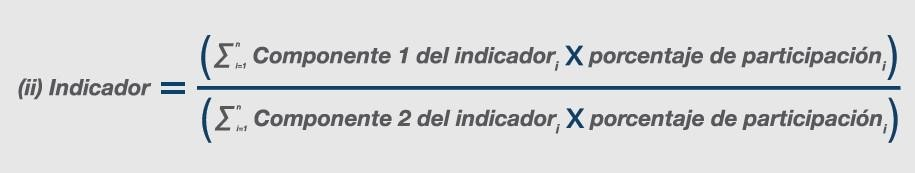 (∑ⁿᵢ₌₁ Componente 1 del indicadorᵢ X porcentaje de participaciónᵢ)
(ii) Indicador =
(∑ⁿᵢ₌₁ Componente 2 del indicadorᵢ X porcentaje de participaciónᵢ)